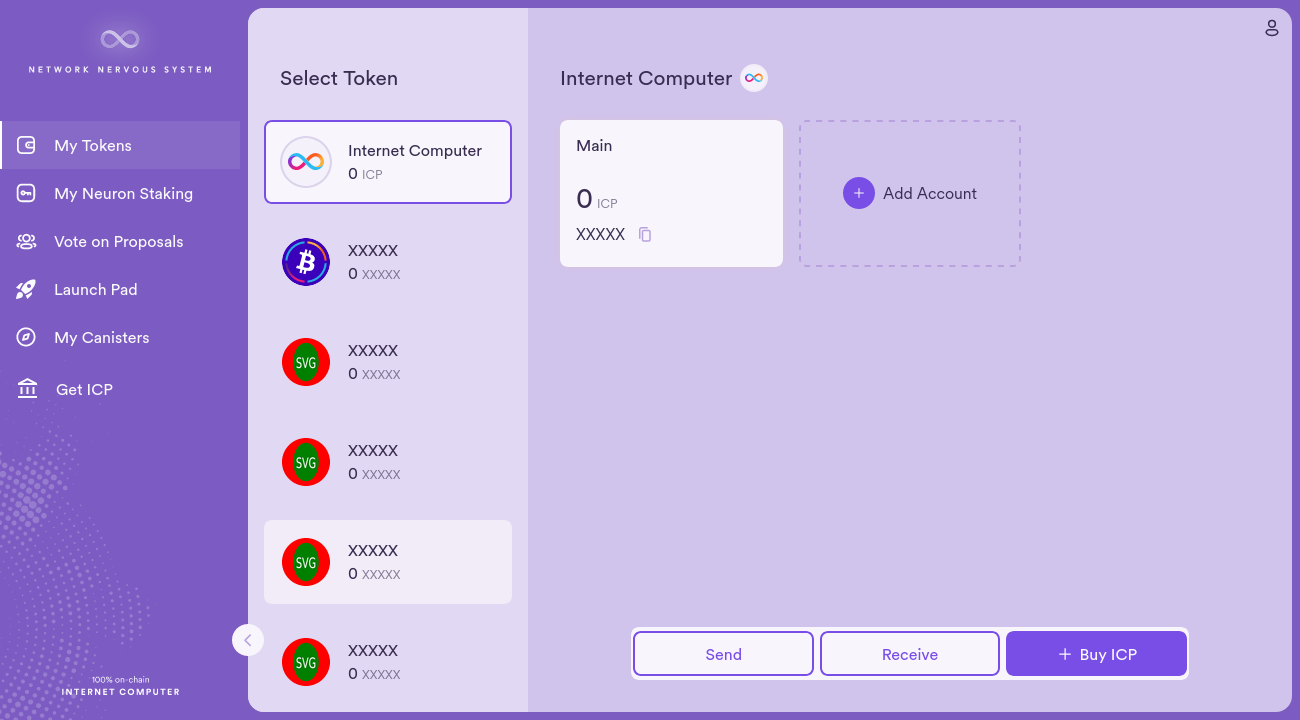 NETWORK NERVOUS SYSTEM
My Tokens
My Neuron Staking
Vote on Proposals
Launch Pad
My Canisters
Get ICP
100% on-chain
INTERNET COMPUTER
Select Token
Internet Computer
0 ICP
XXXXX
0 XXXXX
SVG
XXXXX
0 XXXXX
SVG
XXXXX
0 XXXXX
SVG
XXXXX
0 XXXXX
SVG
XXXXX
0 XXXXX
Internet Computer
Main
0 ICP
XXXXX
Add Account
Send
Receive
Buy ICP